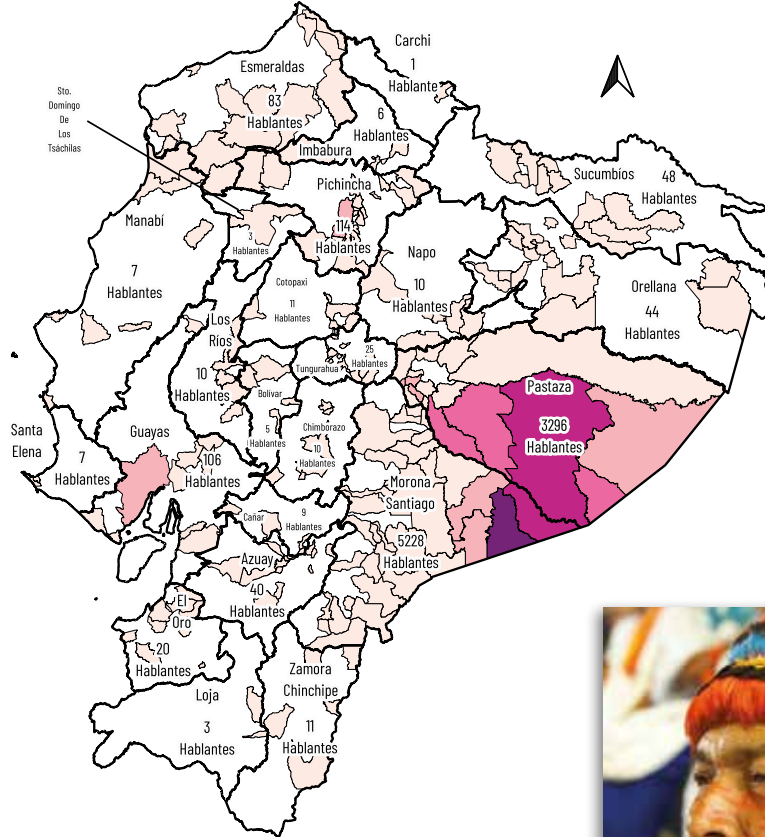 Carchi
1
Hablante
Esmeraldas
83
Hablantes
Sto.
Domingo
De
Los
Tsáchilas
6
Hablantes
Imbabura
Pichincha
114
Hablantes
Sucumbíos
48
Hablantes
Manabí
7
Hablantes
3
Hablantes
Napo
10
Hablantes
Cotopaxi
11
Hablantes
Orellana
44
Hablantes
Los
Ríos
10
Hablantes
25
Hablantes
Tungurahua
Bolívar
5
Hablantes
Chimborazo
10
Hablantes
Pastaza
3296
Hablantes
Santa
Elena
7
Hablantes
Guayas
106
Hablantes
Morona
Santiago
5228
Hablantes
Cañar
9
Hablantes
Azuay
40
Hablantes
El
Oro
20
Hablantes
Loja
3
Hablantes
Zamora
Chinchipe
11
Hablantes